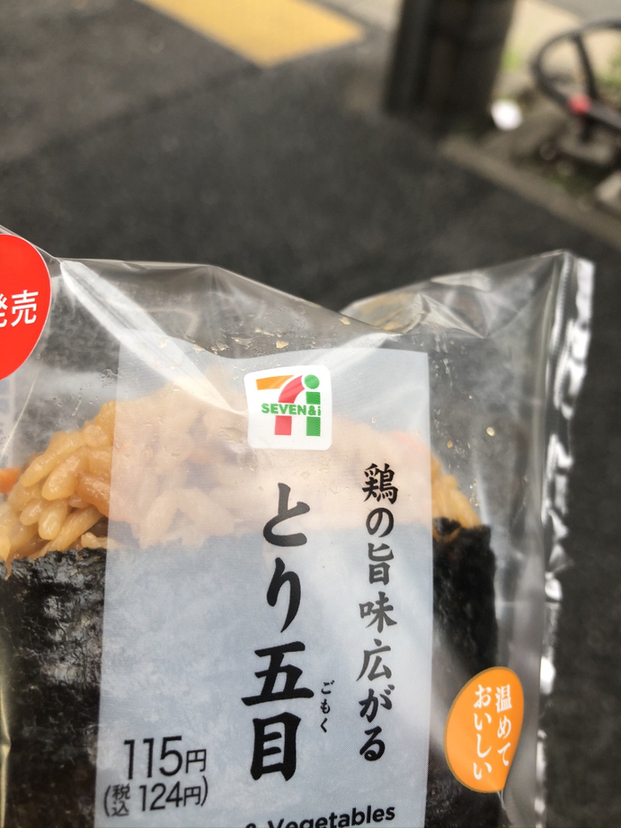 発売
SEVEN&i
鶏の旨味広がる
とり五目
ごもく
温めて
おいしい
115円
(税込124円)
& Vegetables